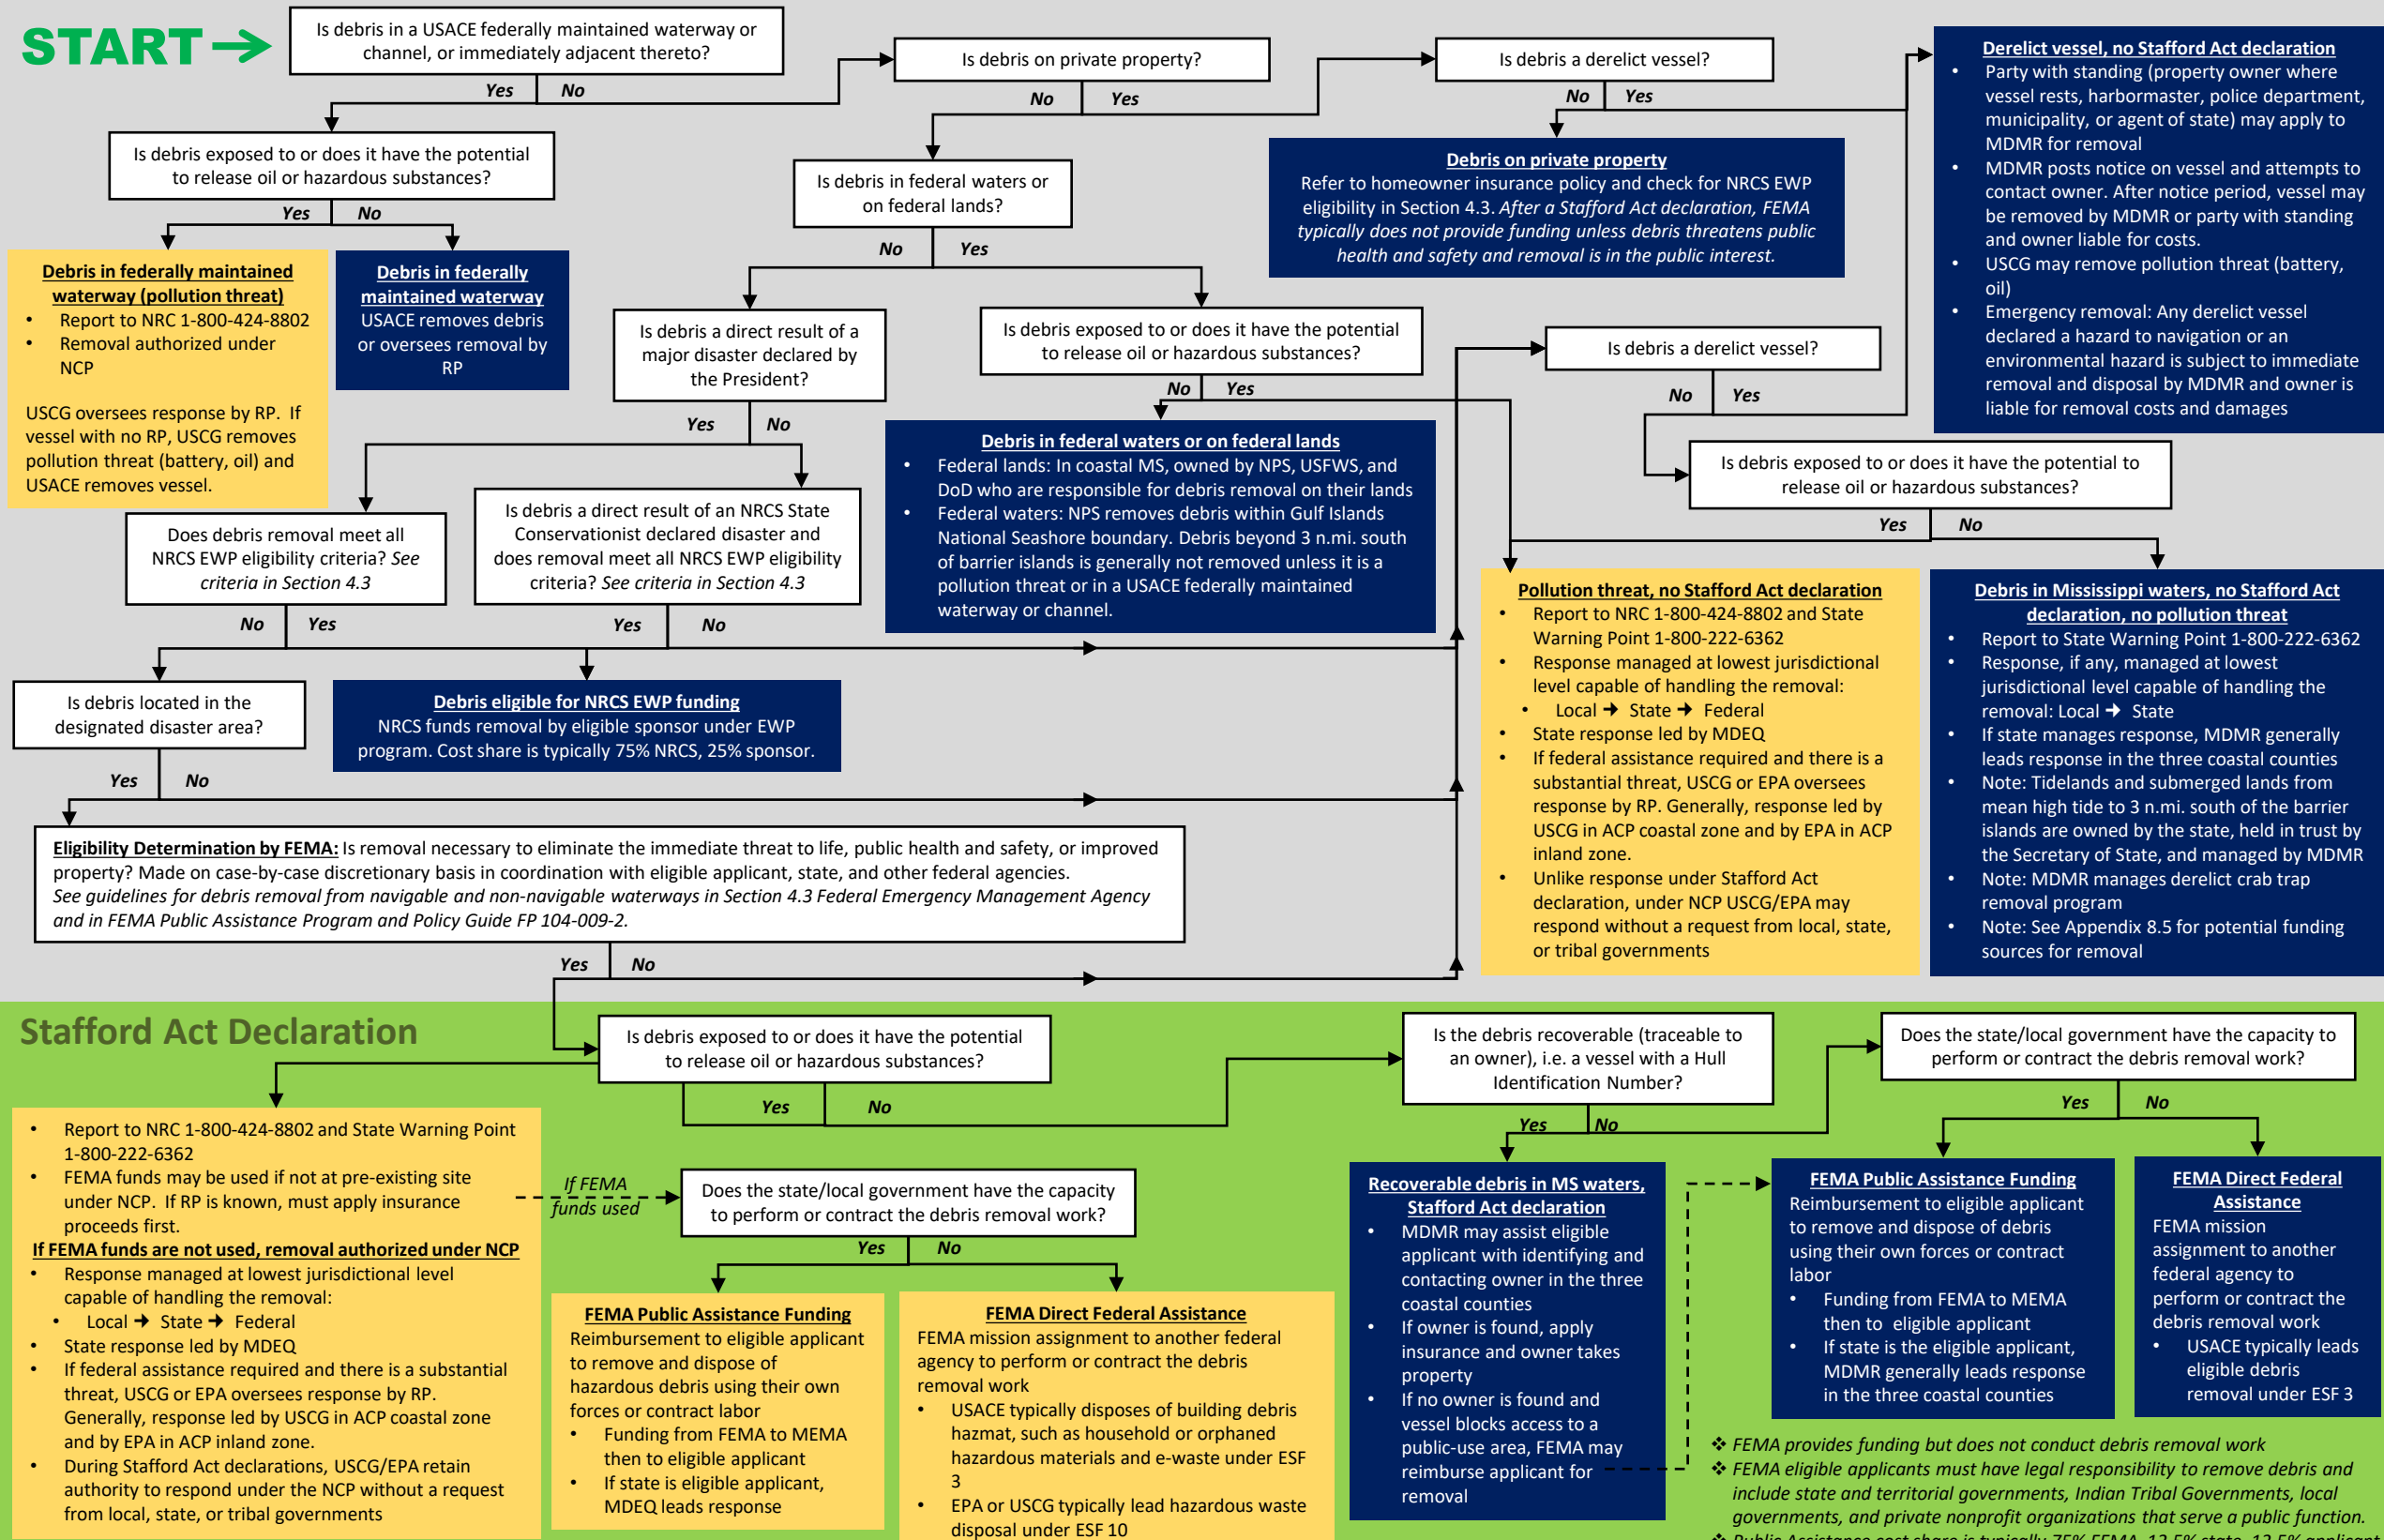 START
Is debris in a USACE federally maintained waterway or
channel, or immediately adjacent thereto?
Yes
No
Is debris on private property?
No
Yes
Is debris a derelict vessel?
No
Yes
Derelict vessel, no Stafford Act declaration
• Party with standing (property owner where
vessel rests, harbormaster, police department,
municipality, or agent of state) may apply to
MDMR for removal
• MDMR posts notice on vessel and attempts to
contact owner. After notice period, vessel may
be removed by MDMR or party with standing
and owner liable for costs.
• USCG may remove pollution threat (battery,
oil)
• Emergency removal: Any derelict vessel
declared a hazard to navigation or an
environmental hazard is subject to immediate
removal and disposal by MDMR and owner is
liable for removal costs and damages
Is debris exposed to or does it have the potential
to release oil or hazardous substances?
Yes
No
Is debris in federal waters or
on federal lands?
No
Yes
Debris on private property
Refer to homeowner insurance policy and check for NRCS EWP
eligibility in Section 4.3. After a Stafford Act declaration, FEMA
typically does not provide funding unless debris threatens public
health and safety and removal is in the public interest.
Debris in federally maintained
waterway (pollution threat)
• Report to NRC 1-800-424-8802
• Removal authorized under
NCP
USCG oversees response by RP. If
vessel with no RP, USCG removes
pollution threat (battery, oil) and
USACE removes vessel.
Debris in federally
maintained waterway
USACE removes debris
or oversees removal by
RP
Is debris a direct result of a
major disaster declared by
the President?
Yes
No
Is debris exposed to or does it have the potential
to release oil or hazardous substances?
No
Yes
Is debris a derelict vessel?
No
Yes
Debris in federal waters or on federal lands
• Federal lands: In coastal MS, owned by NPS, USFWS, and
DoD who are responsible for debris removal on their lands
• Federal waters: NPS removes debris within Gulf Islands
National Seashore boundary. Debris beyond 3 n.mi. south
of barrier islands is generally not removed unless it is a
pollution threat or in a USACE federally maintained
waterway or channel.
Is debris exposed to or does it have the potential to
release oil or hazardous substances?
Yes
No
Does debris removal meet all
NRCS EWP eligibility criteria? See
criteria in Section 4.3
No
Yes
Is debris a direct result of an NRCS State
Conservationist declared disaster and
does removal meet all NRCS EWP eligibility
criteria? See criteria in Section 4.3
Yes
No
Pollution threat, no Stafford Act declaration
• Report to NRC 1-800-424-8802 and State
Warning Point 1-800-222-6362
• Response managed at lowest jurisdictional
level capable of handling the removal:
• Local ➔ State ➔ Federal
• State response led by MDEQ
• If federal assistance required and there is a
substantial threat, USCG or EPA oversees
response by RP. Generally, response led by
USCG in ACP coastal zone and by EPA in ACP
inland zone.
• Unlike response under Stafford Act
declaration, under NCP USCG/EPA may
respond without a request from local, state,
or tribal governments
Debris in Mississippi waters, no Stafford Act
declaration, no pollution threat
• Report to State Warning Point 1-800-222-6362
• Response, if any, managed at lowest
jurisdictional level capable of handling the
removal: Local ➔ State
• If state manages response, MDMR generally
leads response in the three coastal counties
• Note: Tidelands and submerged lands from
mean high tide to 3 n.mi. south of the barrier
islands are owned by the state, held in trust by
the Secretary of State, and managed by MDMR
• Note: MDMR manages derelict crab trap
removal program
• Note: See Appendix 8.5 for potential funding
sources for removal
Is debris located in the
designated disaster area?
Yes
No
Debris eligible for NRCS EWP funding
NRCS funds removal by eligible sponsor under EWP
program. Cost share is typically 75% NRCS, 25% sponsor.
Eligibility Determination by FEMA: Is removal necessary to eliminate the immediate threat to life, public health and safety, or improved
property? Made on case-by-case discretionary basis in coordination with eligible applicant, state, and other federal agencies.
See guidelines for debris removal from navigable and non-navigable waterways in Section 4.3 Federal Emergency Management Agency
and in FEMA Public Assistance Program and Policy Guide FP 104-009-2.
Yes
No
Stafford Act Declaration
Is debris exposed to or does it have the potential
to release oil or hazardous substances?
Yes
No
Is the debris recoverable (traceable to
an owner), i.e. a vessel with a Hull
Identification Number?
Yes
No
Does the state/local government have the capacity to
perform or contract the debris removal work?
Yes
No
• Report to NRC 1-800-424-8802 and State Warning Point
1-800-222-6362
• FEMA funds may be used if not at pre-existing site
under NCP. If RP is known, must apply insurance
proceeds first.
If FEMA funds are not used, removal authorized under NCP
• Response managed at lowest jurisdictional level
capable of handling the removal:
• Local ➔ State ➔ Federal
• State response led by MDEQ
• If federal assistance required and there is a substantial
threat, USCG or EPA oversees response by RP.
Generally, response led by USCG in ACP coastal zone
and by EPA in ACP inland zone.
• During Stafford Act declarations, USCG/EPA retain
authority to respond under the NCP without a request
from local, state, or tribal governments
If FEMA
funds used
Does the state/local government have the capacity
to perform or contract the debris removal work?
Yes
No
FEMA Public Assistance Funding
Reimbursement to eligible applicant
to remove and dispose of
hazardous debris using their own
forces or contract labor
• Funding from FEMA to MEMA
then to eligible applicant
• If state is eligible applicant,
MDEQ leads response
FEMA Direct Federal Assistance
FEMA mission assignment to another federal
agency to perform or contract the debris
removal work
• USACE typically disposes of building debris
hazmat, such as household or orphaned
hazardous materials and e-waste under ESF
3
• EPA or USCG typically lead hazardous waste
disposal under ESF 10
Recoverable debris in MS waters,
Stafford Act declaration
• MDMR may assist eligible
applicant with identifying and
contacting owner in the three
coastal counties
• If owner is found, apply
insurance and owner takes
property
• If no owner is found and
vessel blocks access to a
public-use area, FEMA may
reimburse applicant for
removal
FEMA Public Assistance Funding
Reimbursement to eligible applicant
to remove and dispose of debris
using their own forces or contract
labor
• Funding from FEMA to MEMA
then to eligible applicant
• If state is the eligible applicant,
MDMR generally leads response
in the three coastal counties
FEMA Direct Federal
Assistance
FEMA mission
assignment to another
federal agency to
perform or contract the
debris removal work
• USACE typically leads
eligible debris
removal under ESF 3
❖ FEMA provides funding but does not conduct debris removal work
❖ FEMA eligible applicants must have legal responsibility to remove debris and
include state and territorial governments, Indian Tribal Governments, local
governments, and private nonprofit organizations that serve a public function.
❖ Public Assistance cost share is typically 75% FEMA, 12.5% state, 12.5% applicant